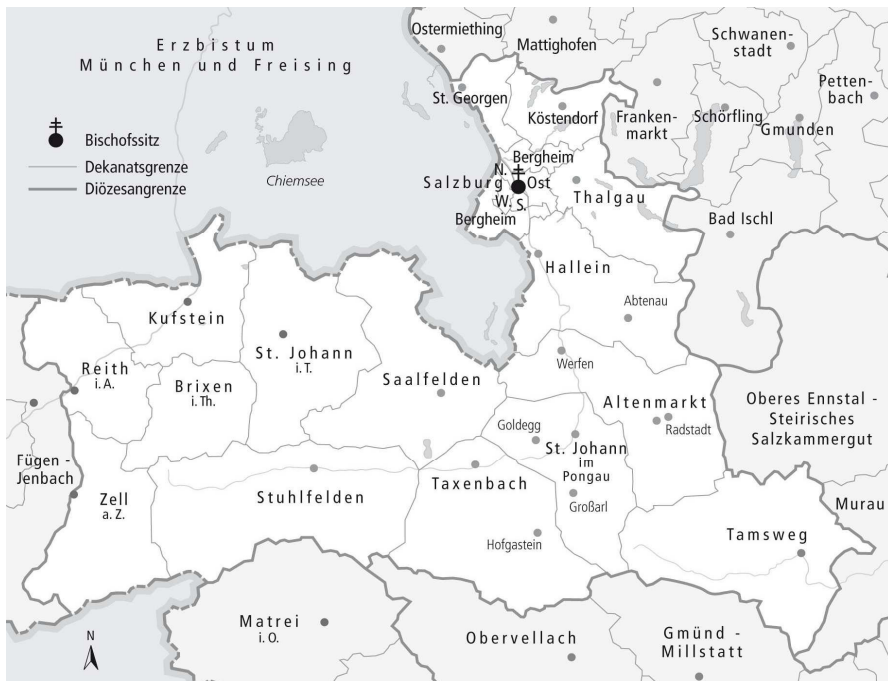 Erzbistum
München und Freising
Bischofssitz
Dekanatsgrenze
Diözesangrenze
Chiemsee
Ostermiething
Mattighofen
Schwanen-
stadt
Petten-
bach
St. Georgen
Köstendorf
Franken-
markt
Schörfling
Gmunden
Bergheim
N.
Salzburg
Ost
W.
S.
Bergheim
Thalgau
Bad Ischl
Hallein
Abtenau
Kufstein
St. Johann
i. T.
Reith
i. A.
Brixen
i. Th.
Saalfelden
Werfen
Altenmarkt
Radstadt
Goldegg
St. Johann
im
Pongau
Großarl
Oberes Ennstal -
Steirisches
Salzkammergut
Fügen -
Jenbach
Zell
a. Z.
Stuhlfelden
Taxenbach
Hofgastein
Murau
Tamsweg
Matrei
i. O.
Obervellach
Gmünd -
Millstatt
N